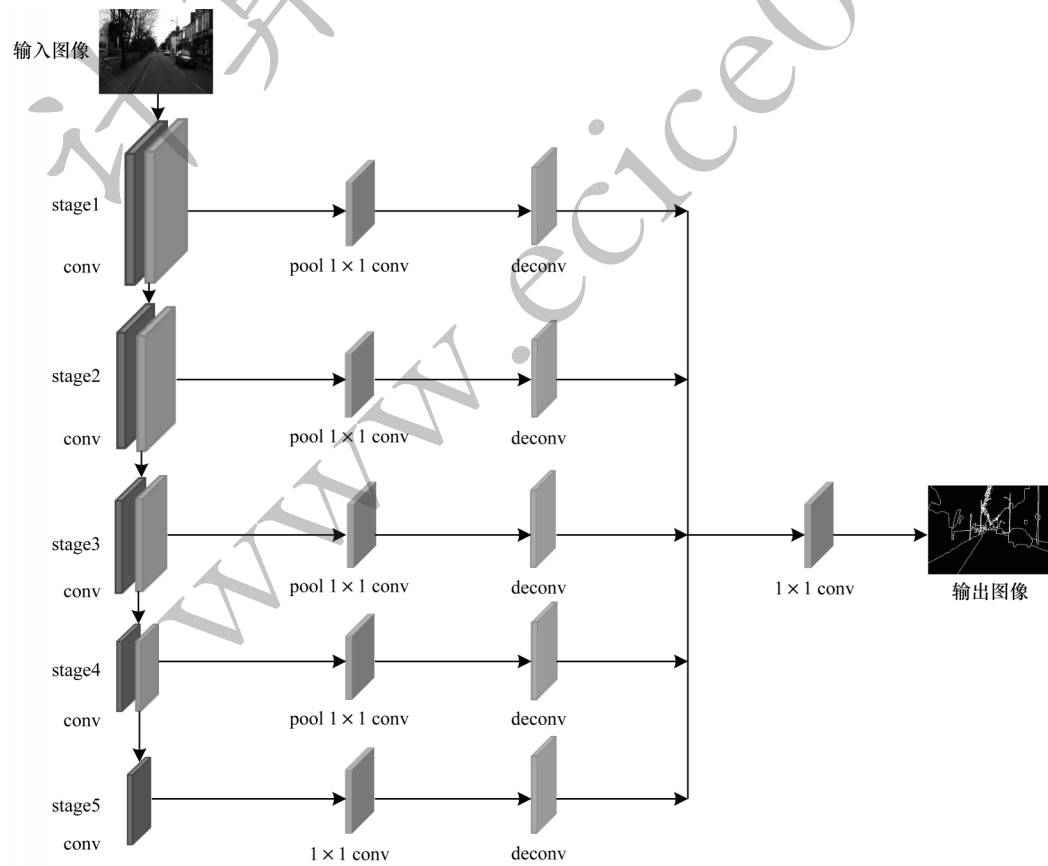 输入图像
stage1
conv
pool 1 × 1 conv
deconv
stage2
conv
pool 1 × 1 conv
deconv
stage3
conv
pool 1 × 1 conv
deconv
1 × 1 conv
输出图像
stage4
conv
pool 1 × 1 conv
deconv
stage5
conv
1 × 1 conv
deconv
www.ecice0